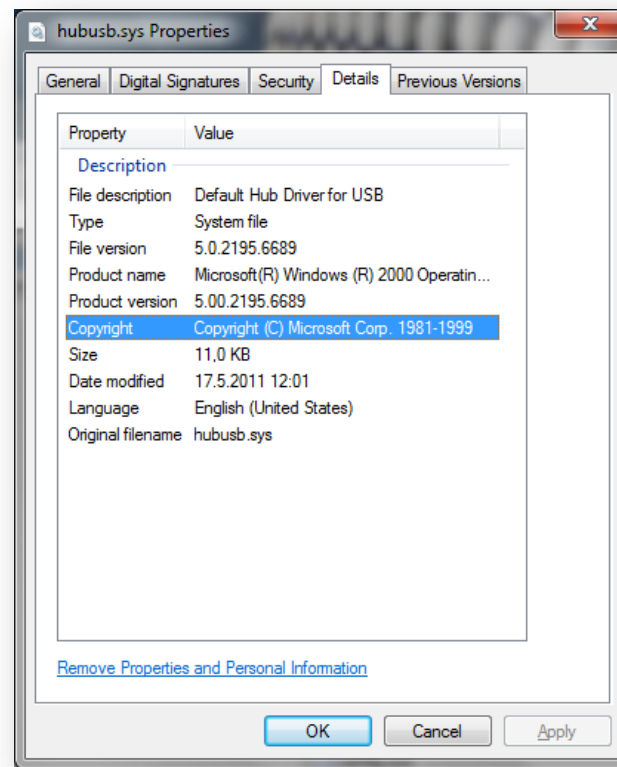 hubusb.sys Properties
General Digital Signatures Security Details Previous Versions
Property Value
Description
File description Default Hub Driver for USB
Type System file
File version 5.0.2195.6689
Product name Microsoft(R) Windows (R) 2000 Operatin...
Product version 5.00.2195.6689
Copyright Copyright (C) Microsoft Corp. 1981-1999
Size 11,0 KB
Date modified 17.5.2011 12:01
Language English (United States)
Original filename hubusb.sys
Remove Properties and Personal Information
OK Cancel Apply